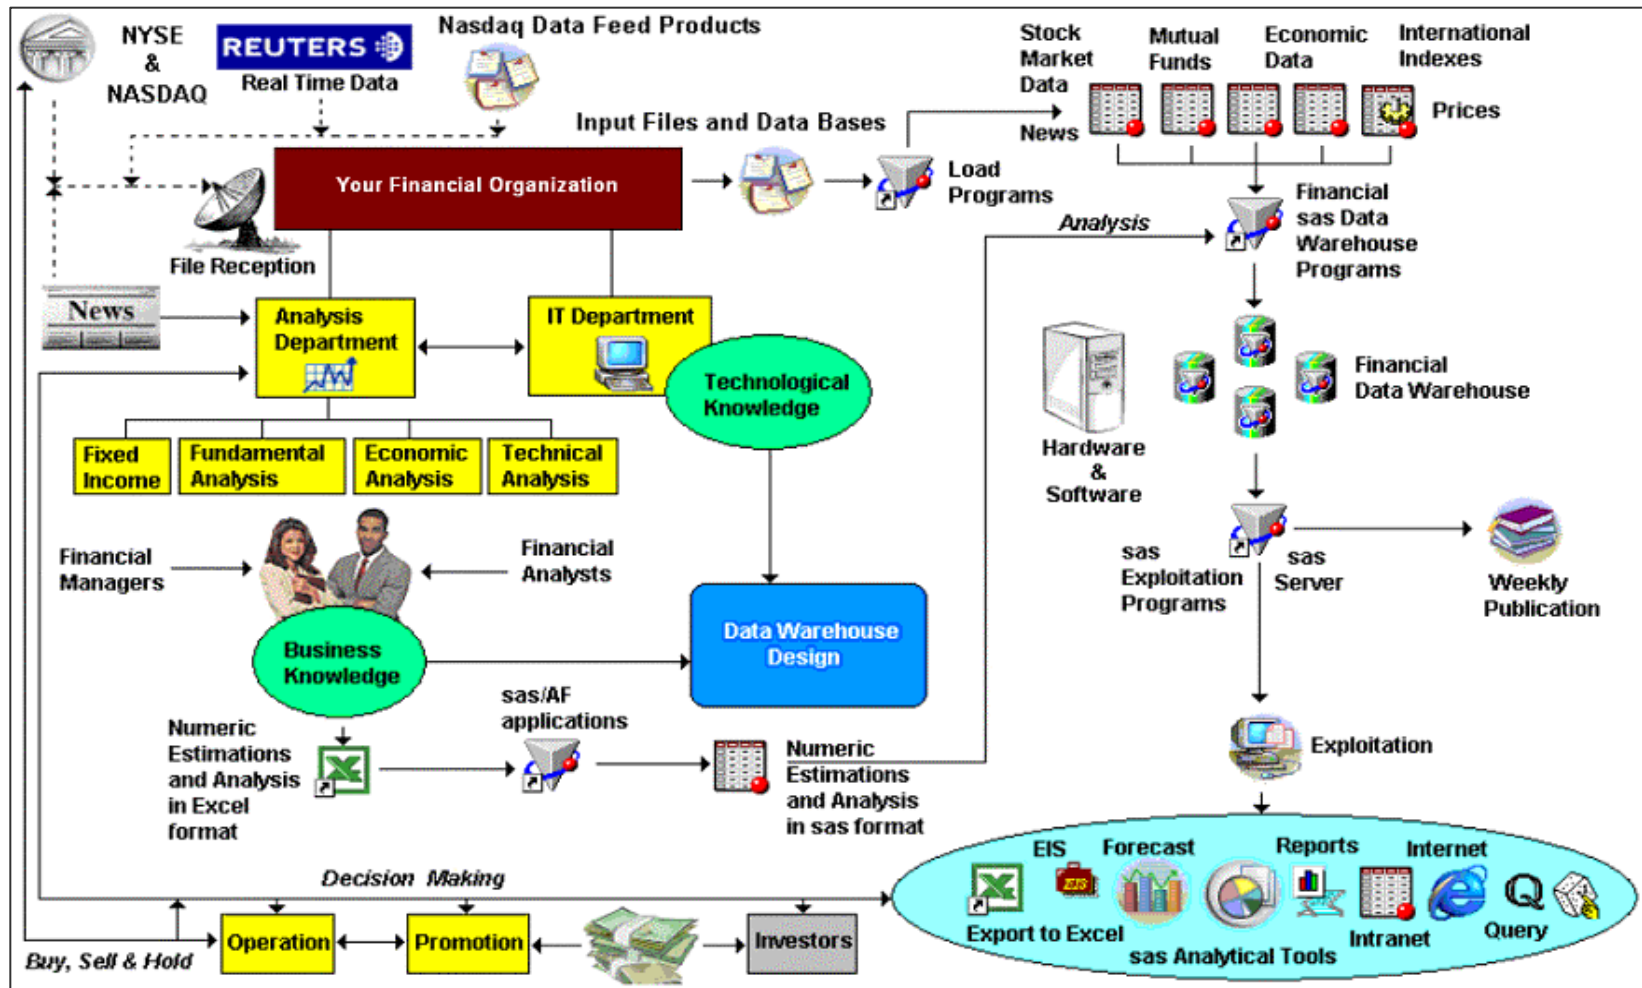 NYSE
&
NASDAQ
REUTERS
Real Time Data
Nasdaq Data Feed Products
Stock
Market
Data
News
Mutual
Funds
Economic
Data
International
Indexes
Prices
Input Files and Data Bases
Your Financial Organization
Load
Programs
File Reception
Analysis
Financial
sas Data
Warehouse
Programs
News
Analysis
Department
IT Department
Technological
Knowledge
Financial
Data Warehouse
Hardware
&
Software
Fixed
Income
Fundamental
Analysis
Economic
Analysis
Technical
Analysis
Financial
Managers
Financial
Analysts
sas
Exploitation
Programs
sas
Server
Weekly
Publication
Business
Knowledge
Data Warehouse
Design
Numeric
Estimations
and Analysis
in Excel
format
sas/AF
applications
Numeric
Estimations
and Analysis
in sas format
Exploitation
Decision Making
Operation
Promotion
Investors
Buy, Sell & Hold
EIS
Forecast
Reports
Internet
Export to Excel
Intranet
Q
Query
sas Analytical Tools